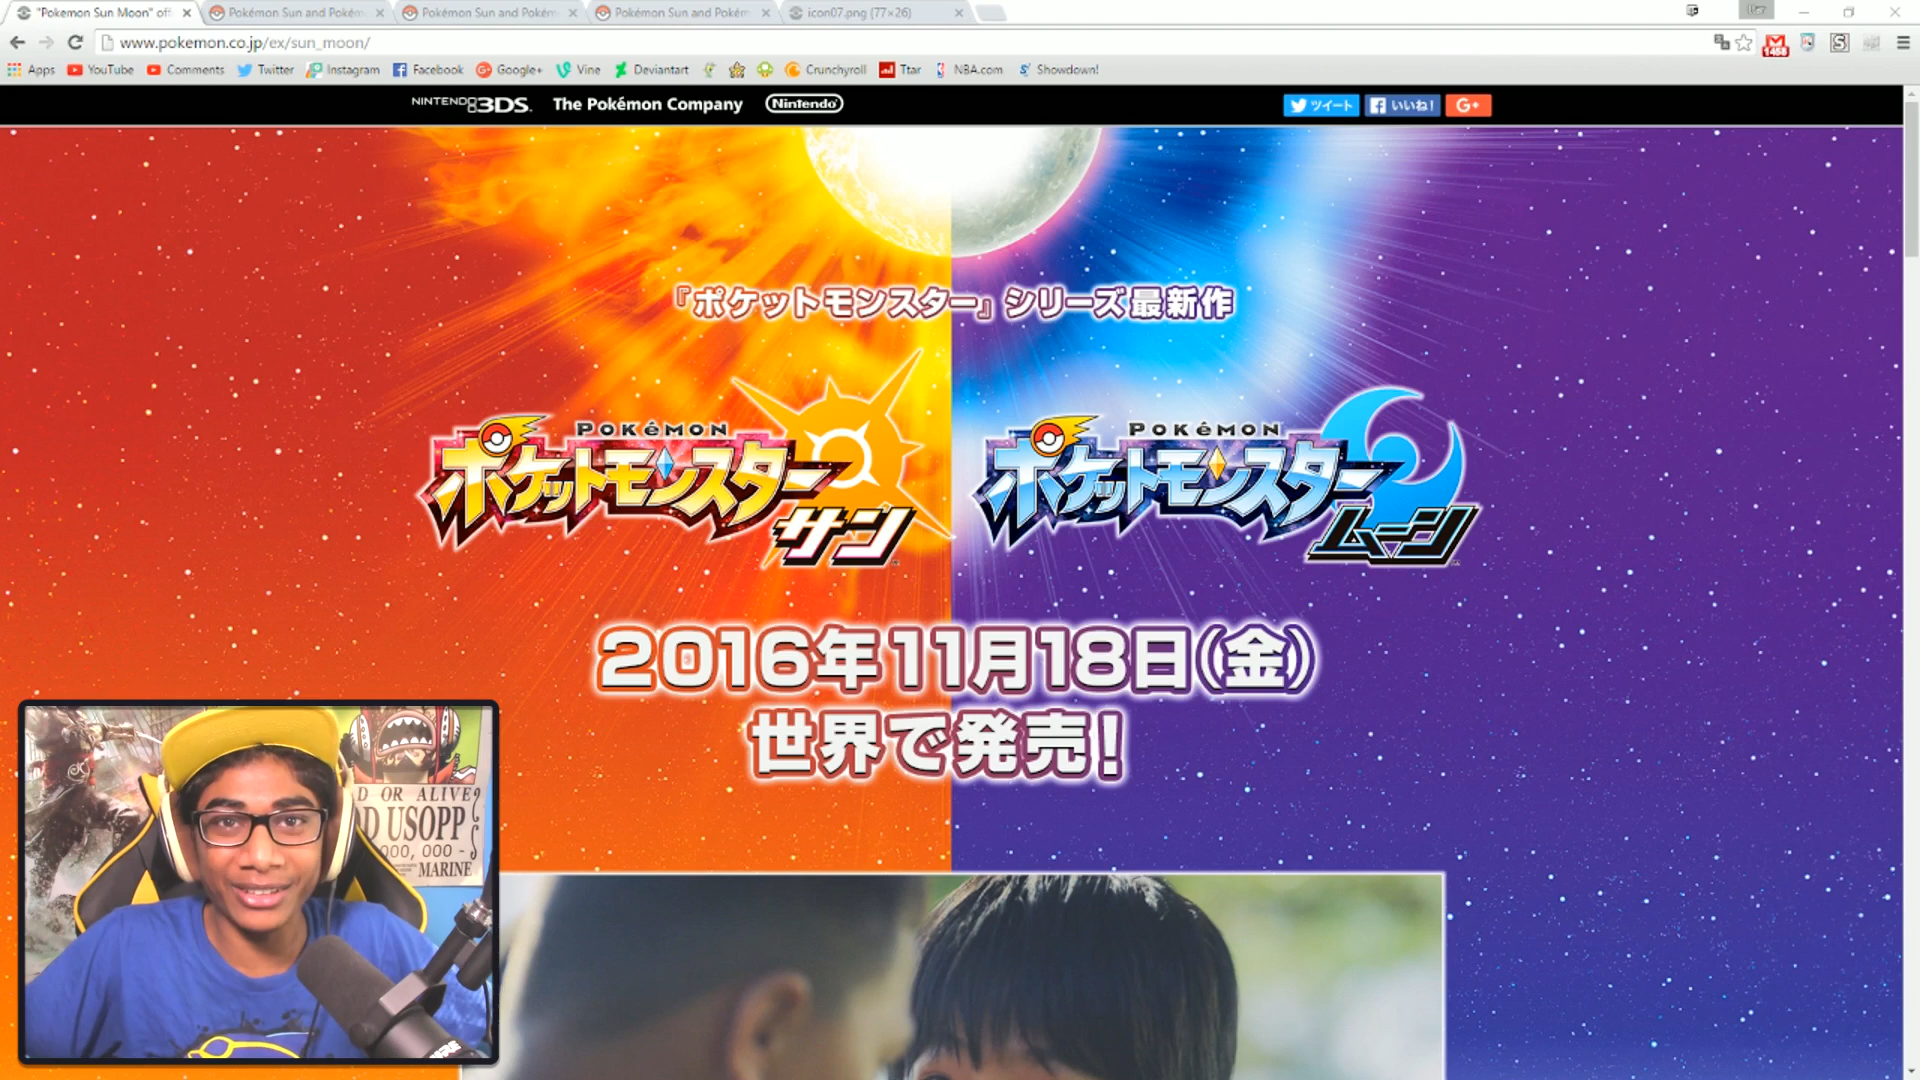 "Pokemon Sun Moon" off
Pokémon Sun and Pokém
Pokémon Sun and Pokém
Pokémon Sun and Pokém
icon07.png (77×26)
www.pokemon.co.jp/ex/sun_moon/
1458
Apps YouTube Comments Twitter Instagram Facebook Google+ Vine Deviantart Crunchyroll Ttar NBA.com Showdown!
NINTENDO3DS The Pokémon Company Nintendo ツイート いいね! G+
『ポケットモンスター』シリーズ最新作
POKéMON
ポケットモンスター
サン
POKéMON
ポケットモンスター
ムーン
2016年11月18日(金)
世界で発売!
D OR ALIVE
D USOPP
000,000-
MARINE